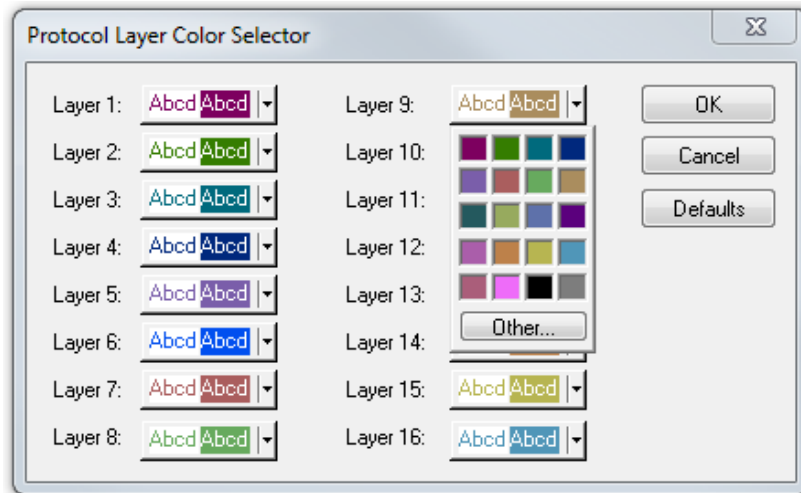 Protocol Layer Color Selector
Layer 1: Abcd Abcd Layer 9: Abcd Abcd OK
Layer 2: Abcd Abcd Layer 10: Cancel
Layer 3: Abcd Abcd Layer 11: Defaults
Layer 4: Abcd Abcd Layer 12:
Layer 5: Abcd Abcd Layer 13:
Layer 6: Abcd Abcd Layer 14: Other...
Layer 7: Abcd Abcd Layer 15: Abcd Abcd
Layer 8: Abcd Abcd Layer 16: Abcd Abcd